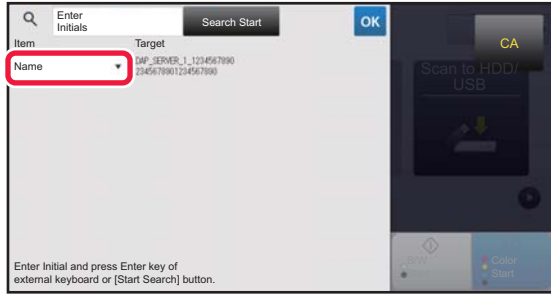 Enter
Initials
Search Start
OK
CA
Item
Target
Name
DAP_SERVER_1_1234567890
2345678901234567890
Scan to HDD/
USB
B/W
Start
Color
Start
Enter Initial and press Enter key of
external keyboard or [Start Search] button.